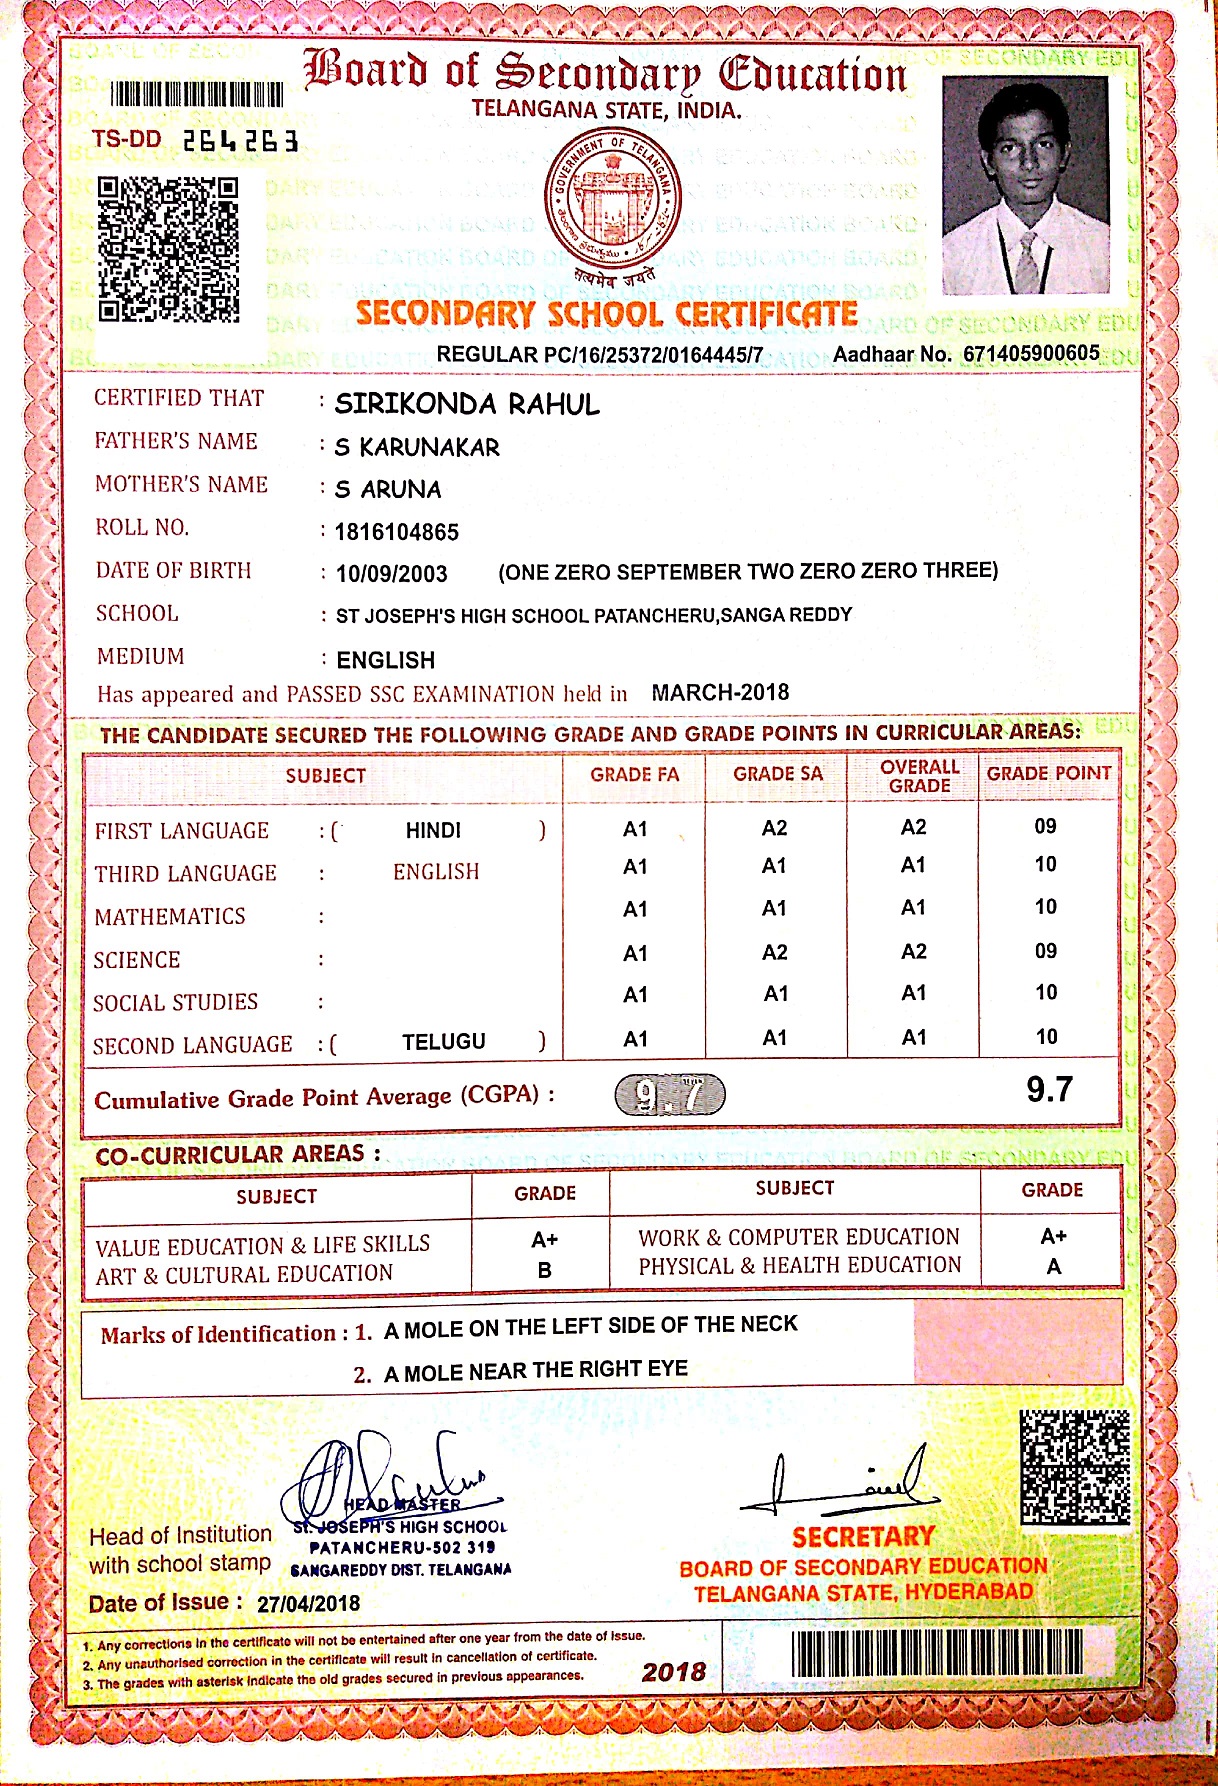 Board of Secondary Education
TELANGANA STATE, INDIA.
TS-DD 264263
GOVERNMENT OF TELANGANA
सत्यमेव जयते
SECONDARY SCHOOL CERTIFICATE
REGULAR PC/16/25372/0164445/7 Aadhaar No. 671405900605
CERTIFIED THAT : SIRIKONDA RAHUL
FATHER'S NAME : S KARUNAKAR
MOTHER'S NAME : S ARUNA
ROLL NO. : 1816104865
DATE OF BIRTH : 10/09/2003 (ONE ZERO SEPTEMBER TWO ZERO ZERO THREE)
SCHOOL : ST JOSEPH'S HIGH SCHOOL PATANCHERU,SANGA REDDY
MEDIUM : ENGLISH
Has appeared and PASSED SSC EXAMINATION held in MARCH-2018
THE CANDIDATE SECURED THE FOLLOWING GRADE AND GRADE POINTS IN CURRICULAR AREAS:
SUBJECT GRADE FA GRADE SA OVERALL GRADE GRADE POINT
FIRST LANGUAGE : ( HINDI ) A1 A2 A2 09
THIRD LANGUAGE : ENGLISH A1 A1 A1 10
MATHEMATICS : A1 A1 A1 10
SCIENCE : A1 A2 A2 09
SOCIAL STUDIES : A1 A1 A1 10
SECOND LANGUAGE : ( TELUGU ) A1 A1 A1 10
Cumulative Grade Point Average (CGPA) : 9.7 9.7
CO-CURRICULAR AREAS :
SUBJECT GRADE SUBJECT GRADE
VALUE EDUCATION & LIFE SKILLS A+ WORK & COMPUTER EDUCATION A+
ART & CULTURAL EDUCATION B PHYSICAL & HEALTH EDUCATION A
Marks of Identification : 1. A MOLE ON THE LEFT SIDE OF THE NECK
2. A MOLE NEAR THE RIGHT EYE
HEAD MASTER
St. JOSEPH'S HIGH SCHOOL
PATANCHERU-502 319
SANGAREDDY DIST. TELANGANA
Head of Institution
with school stamp
SECRETARY
BOARD OF SECONDARY EDUCATION
TELANGANA STATE, HYDERABAD
Date of Issue : 27/04/2018
1. Any corrections in the certificate will not be entertained after one year from the date of issue.
2. Any unauthorised correction in the certificate will result in cancellation of certificate.
3. The grades with asterisk indicate the old grades secured in previous appearances.
2018